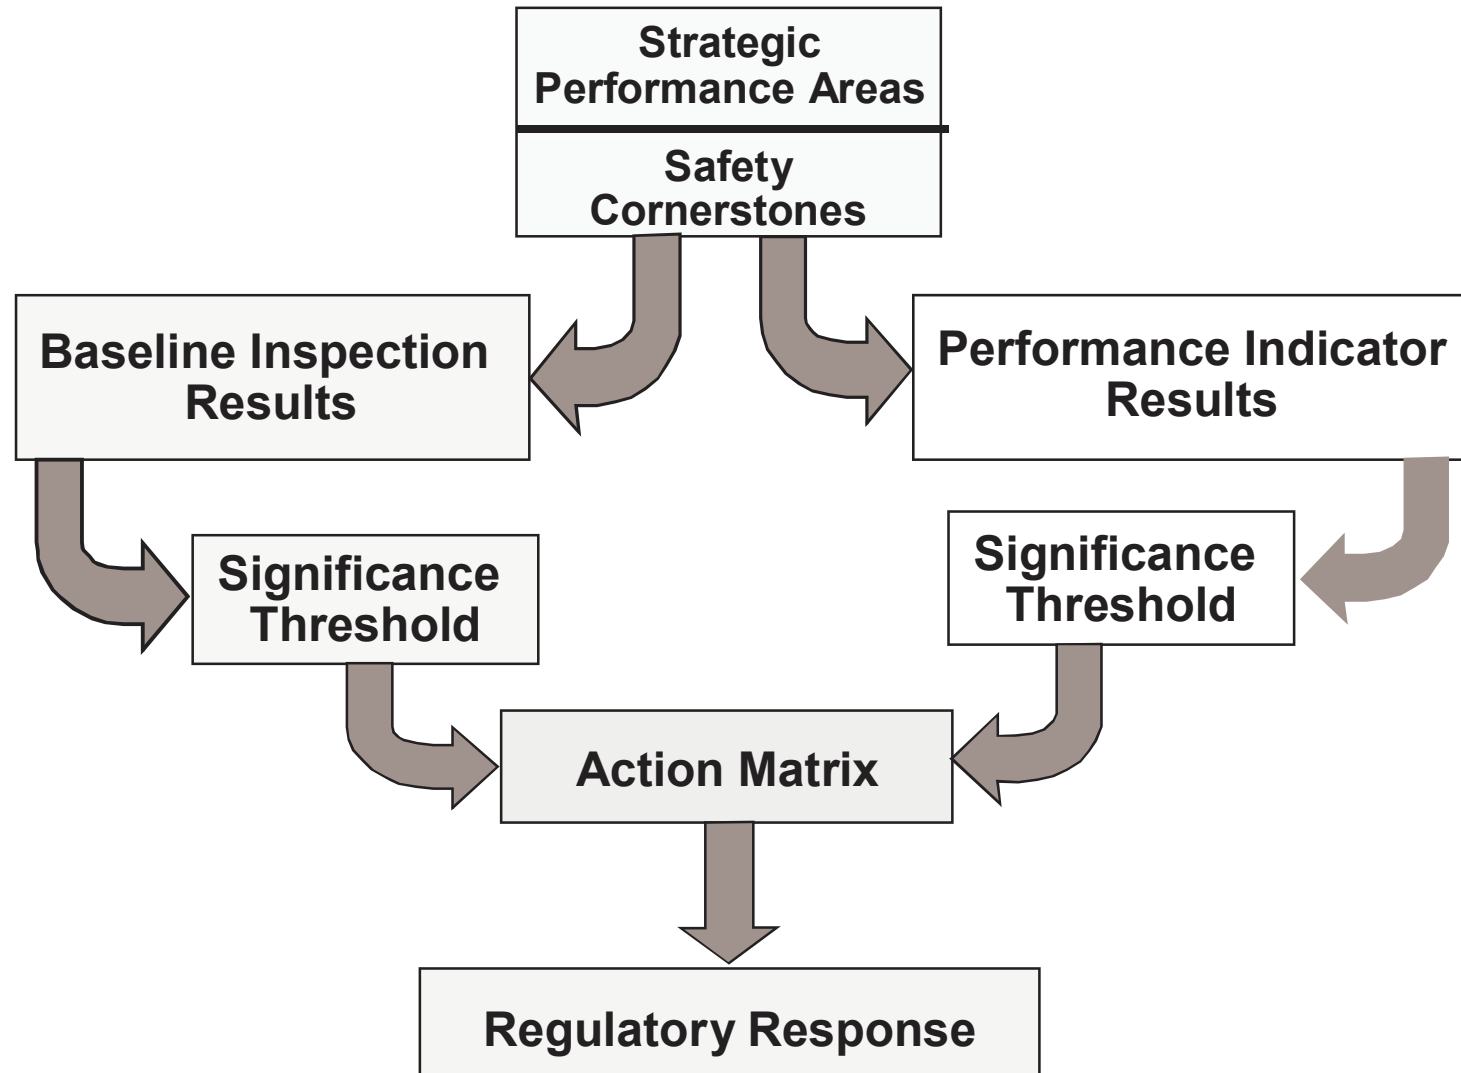 Strategic
Performance Areas
Safety
Cornerstones
Baseline Inspection
Results
Performance Indicator
Results
Significance
Threshold
Significance
Threshold
Action Matrix
Regulatory Response